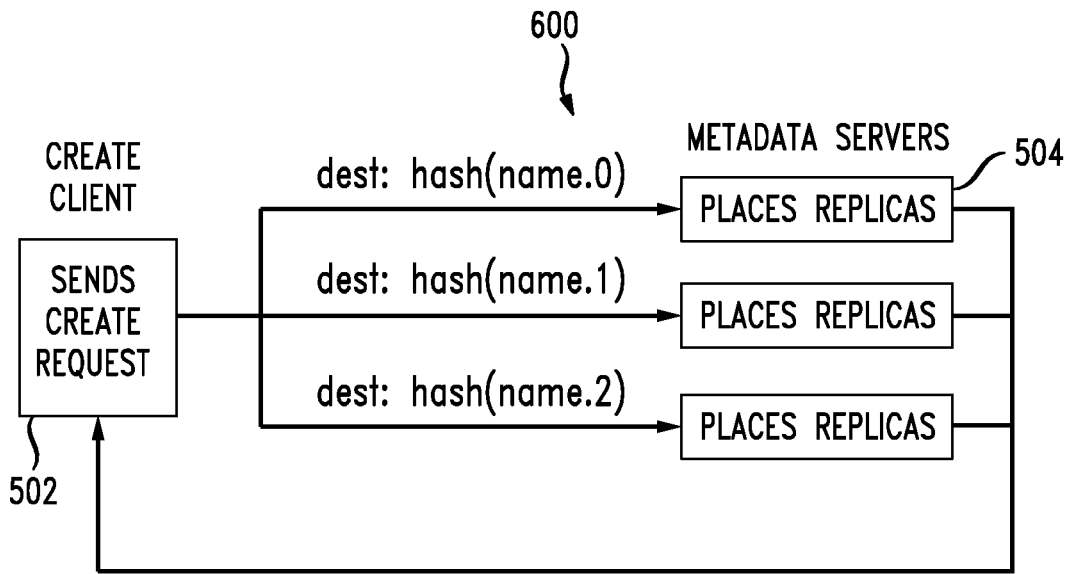 600
METADATA SERVERS
504
CREATE
CLIENT
dest: hash(name.0)
PLACES REPLICAS
SENDS
CREATE
REQUEST
dest: hash(name.1)
PLACES REPLICAS
dest: hash(name.2)
PLACES REPLICAS
502